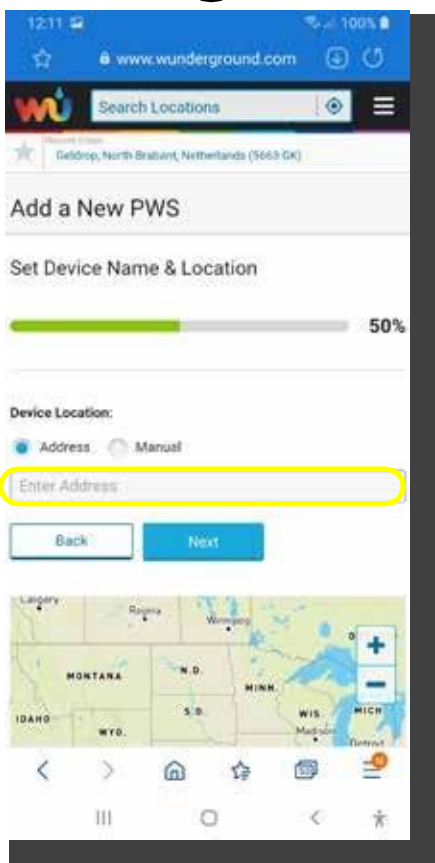 12:11 100%
www.wunderground.com
wu Search Locations
Geldrop, North Brabant, Netherlands (5663 GK)
Add a New PWS
Set Device Name & Location
50%
Device Location:
Address Manual
Enter Address
Back Next
Calgary
Regina Winnipeg
MONTANA N.D. MINN.
IDAHO S.D. WIS. MICH
WYO. Madison Detroit
N